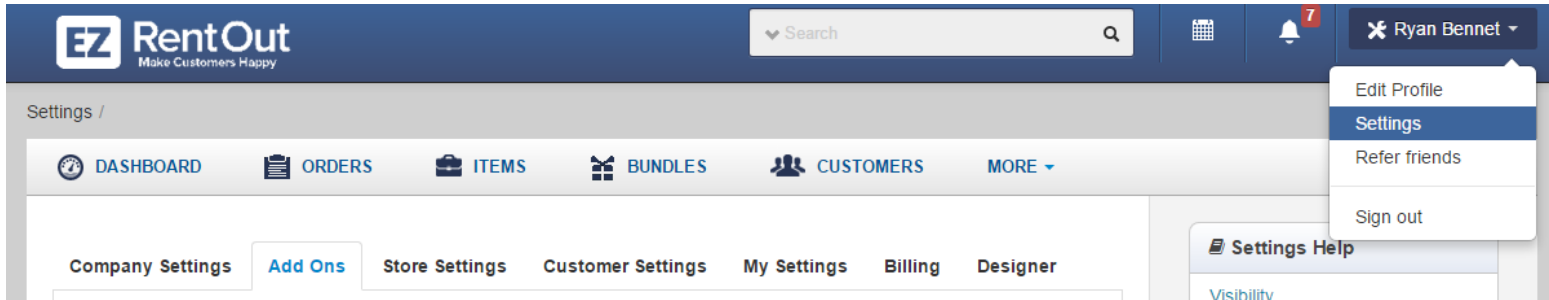 EZ RentOut
Make Customers Happy
Search
7
Ryan Bennet
Edit Profile
Settings
Refer friends
Sign out
Settings /
DASHBOARD ORDERS ITEMS BUNDLES CUSTOMERS MORE
Company Settings Add Ons Store Settings Customer Settings My Settings Billing Designer
Settings Help
Visibility